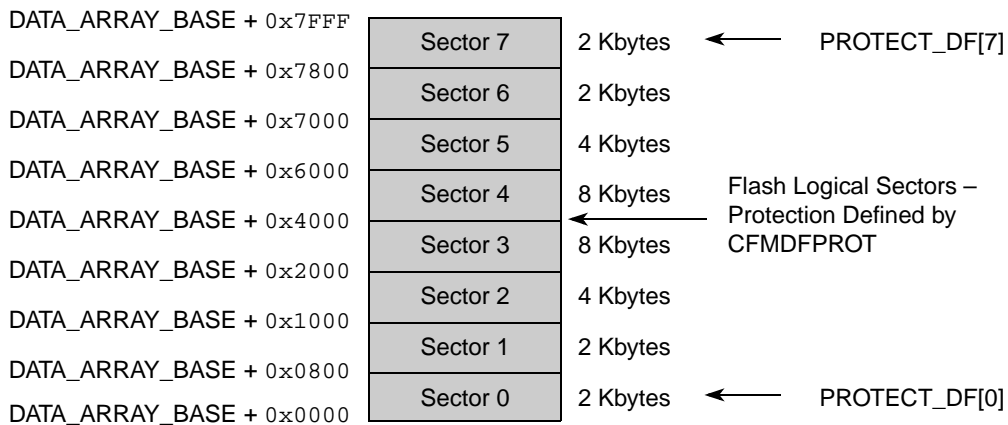 DATA_ARRAY_BASE + 0x7FFF
Sector 7 2 Kbytes PROTECT_DF[7]
DATA_ARRAY_BASE + 0x7800
Sector 6 2 Kbytes
DATA_ARRAY_BASE + 0x7000
Sector 5 4 Kbytes
DATA_ARRAY_BASE + 0x6000
Sector 4 8 Kbytes
Flash Logical Sectors –
Protection Defined by
CFMDFPROT
DATA_ARRAY_BASE + 0x4000
Sector 3 8 Kbytes
DATA_ARRAY_BASE + 0x2000
Sector 2 4 Kbytes
DATA_ARRAY_BASE + 0x1000
Sector 1 2 Kbytes
DATA_ARRAY_BASE + 0x0800
Sector 0 2 Kbytes PROTECT_DF[0]
DATA_ARRAY_BASE + 0x0000